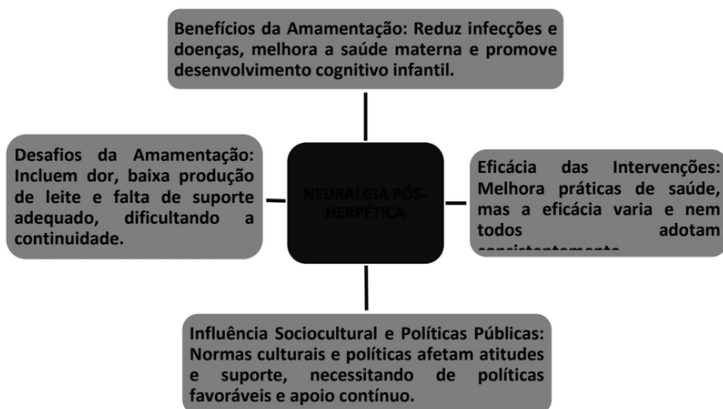 Benefícios da Amamentação: Reduz infecções e
doenças, melhora a saúde materna e promove
desenvolvimento cognitivo infantil.
Desafios da Amamentação:
Incluem dor, baixa produção
de leite e falta de suporte
adequado, dificultando a
continuidade.
NEURALGIA PÓS-
HERPÉTICA
Eficácia das Intervenções:
Melhora práticas de saúde,
mas a eficácia varia e nem
todos adotam
consistentemente
Influência Sociocultural e Políticas Públicas:
Normas culturais e políticas afetam atitudes
e suporte, necessitando de políticas
favoráveis e apoio contínuo.